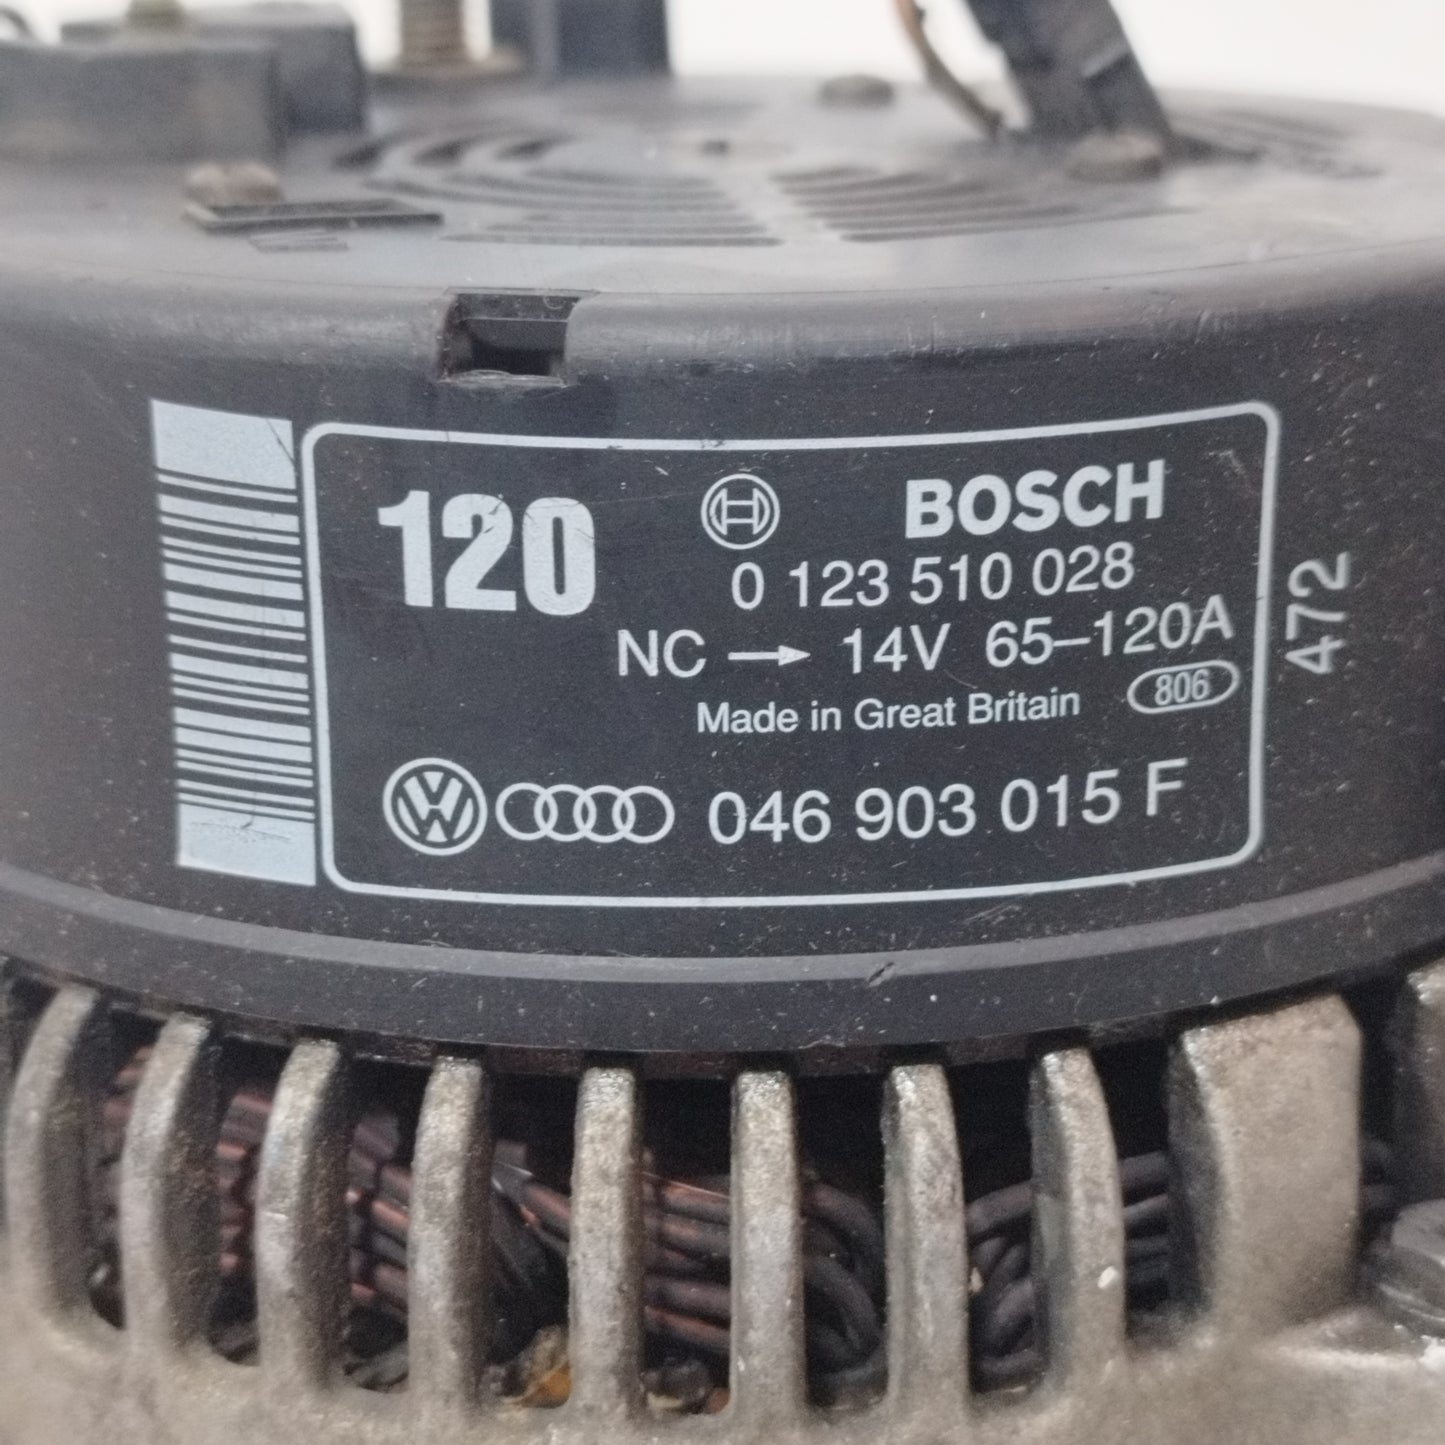 120 BOSCH
0 123 510 028
NC → 14V 65–120A
Made in Great Britain 806
VW 046 903 015 F
472